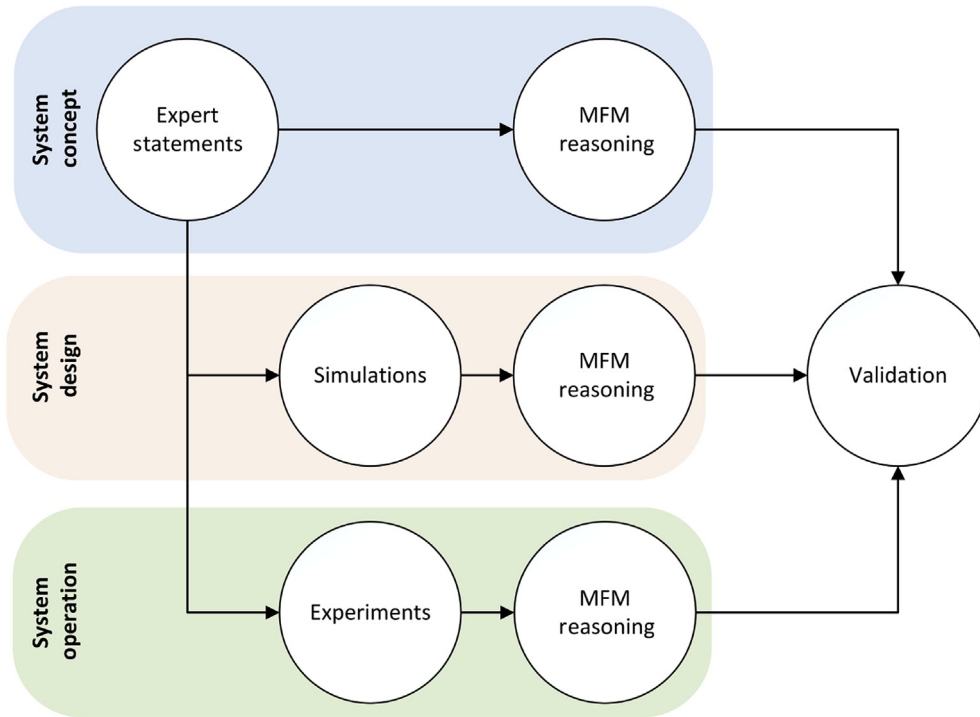 System
concept
Expert
statements
MFM
reasoning
System
design
Simulations
MFM
reasoning
Validation
System
operation
Experiments
MFM
reasoning